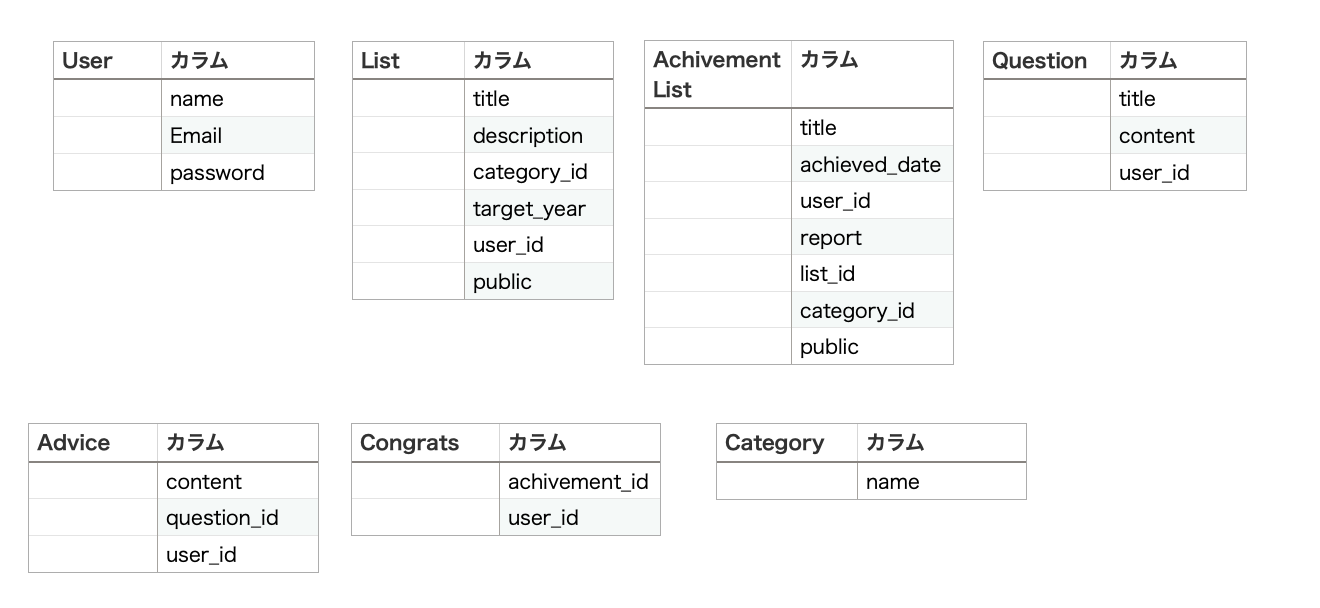 User カラム
name
Email
password
List カラム
title
description
category_id
target_year
user_id
public
Achivement カラム
List
title
achieved_date
user_id
report
list_id
category_id
public
Question カラム
title
content
user_id
Advice カラム
content
question_id
user_id
Congrats カラム
achivement_id
user_id
Category カラム
name